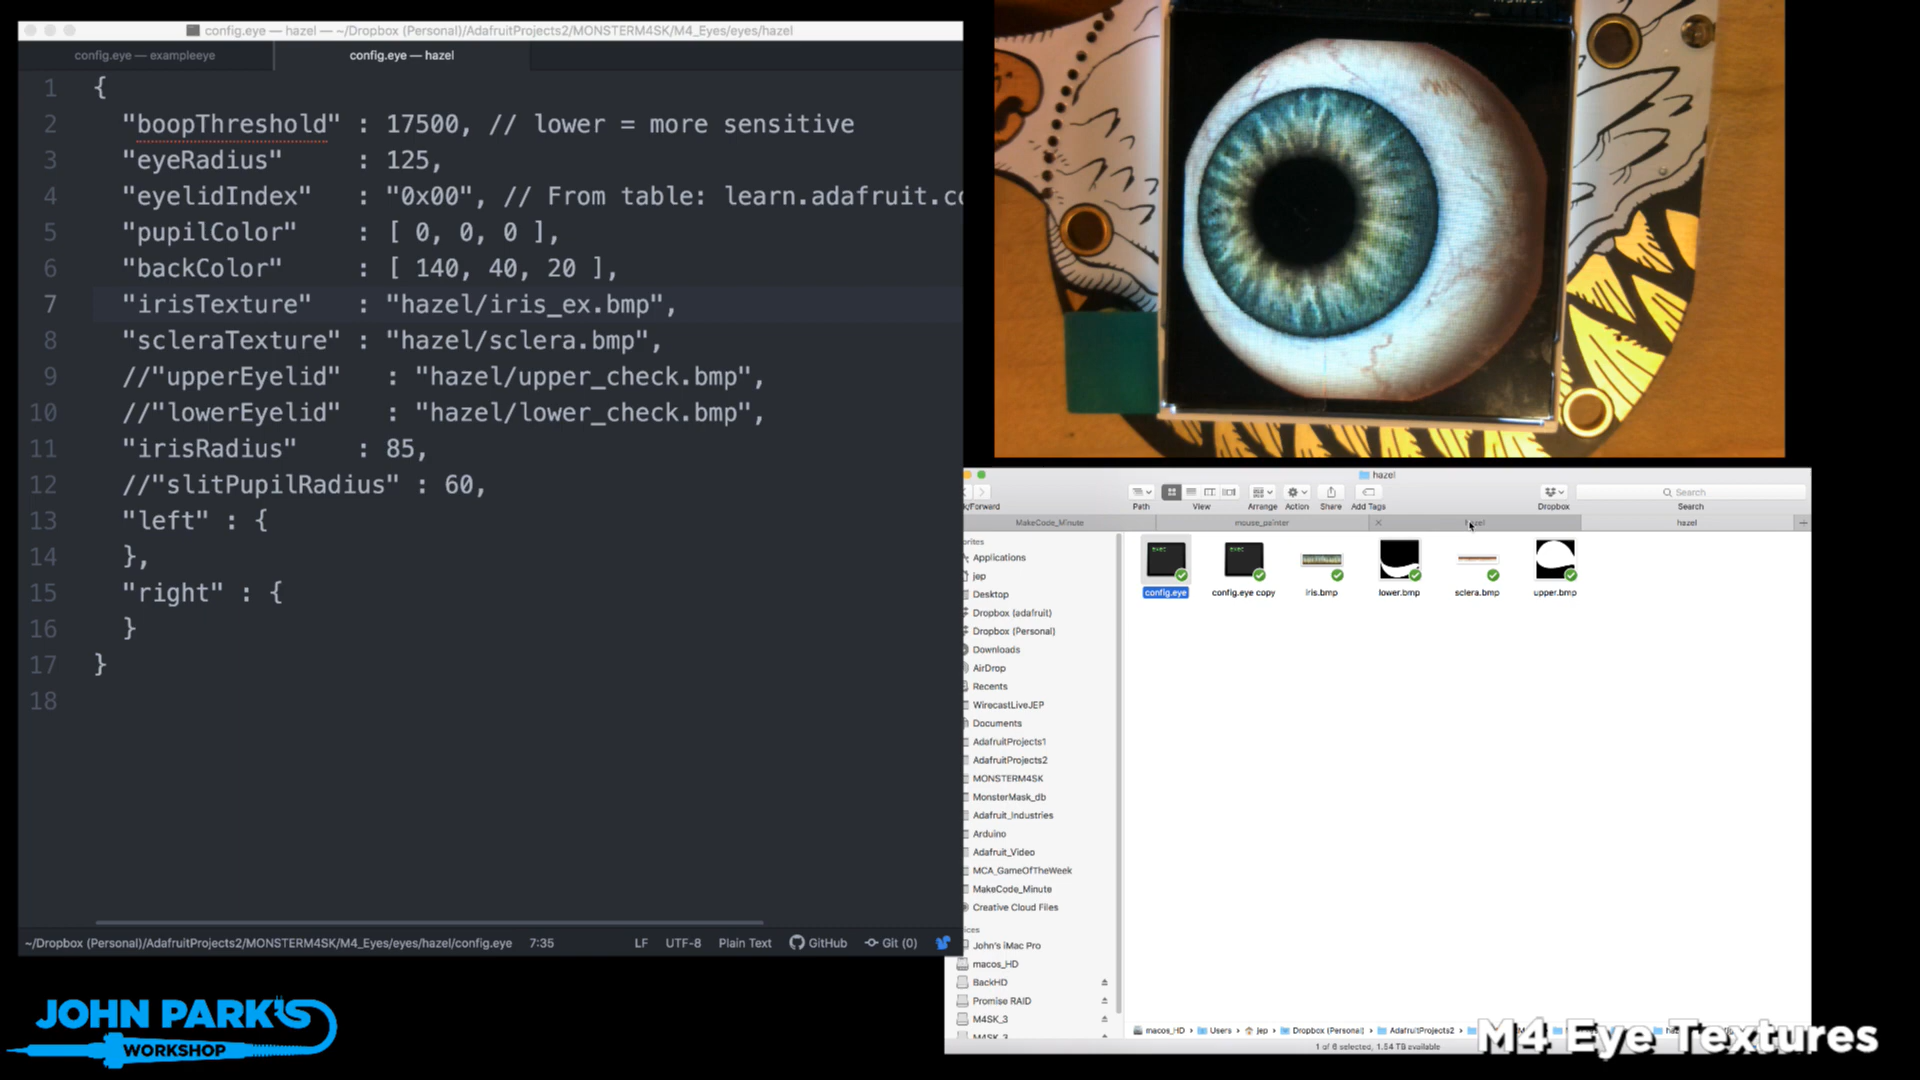 config.eye — hazel — ~/Dropbox (Personal)/AdafruitProjects2/MONSTERM4SK/M4_Eyes/eyes/hazel
config.eye — exampleeye
config.eye — hazel
1 {
2 "boopThreshold" : 17500, // lower = more sensitive
3 "eyeRadius" : 125,
4 "eyelidIndex" : "0x00", // From table: learn.adafruit.co
5 "pupilColor" : [ 0, 0, 0 ],
6 "backColor" : [ 140, 40, 20 ],
7 "irisTexture" : "hazel/iris_ex.bmp",
8 "scleraTexture" : "hazel/sclera.bmp",
9 //"upperEyelid" : "hazel/upper_check.bmp",
10 //"lowerEyelid" : "hazel/lower_check.bmp",
11 "irisRadius" : 85,
12 //"slitPupilRadius" : 60,
13 "left" : {
14 },
15 "right" : {
16 }
17 }
18
~/Dropbox (Personal)/AdafruitProjects2/MONSTERM4SK/M4_Eyes/eyes/hazel/config.eye 7:35 LF UTF-8 Plain Text GitHub Git (0)
JOHN PARK'S
WORKSHOP
hazel
Search
/Forward Path View Arrange Action Share Add Tags Dropbox Search
MakeCode_Minute mouse_painter hazel hazel
config.eye config.eye copy iris.bmp lower.bmp sclera.bmp upper.bmp
orites
Applications
jep
Desktop
Dropbox (adafruit)
Dropbox (Personal)
Downloads
AirDrop
Recents
WirecastLiveJEP
Documents
AdafruitProjects1
AdafruitProjects2
MONSTERM4SK
MonsterMask_db
Adafruit_Industries
Arduino
Adafruit_Video
MCA_GameOfTheWeek
MakeCode_Minute
Creative Cloud Files
ices
John's iMac Pro
macos_HD
BackHD
Promise RAID
M4SK_3
M4SK_3
macos_HD › Users › jep › Dropbox (Personal) › AdafruitProjects2 ›
1 of 6 selected, 1.54 TB available
M4 Eye Textures